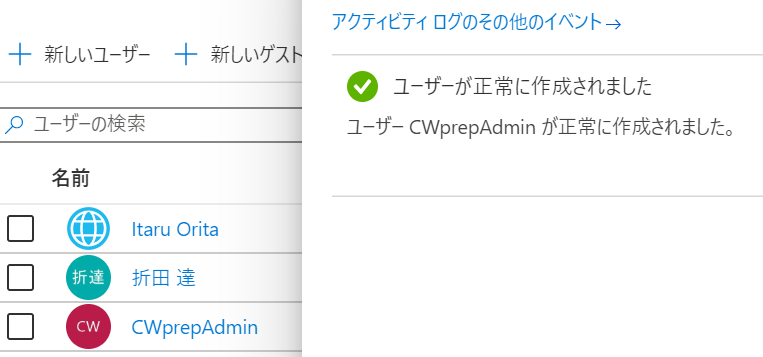 + 新しいユーザー + 新しいゲスト
ユーザーの検索
名前
Itaru Orita
折達 折田 達
CW CWprepAdmin
アクティビティ ログのその他のイベント→
ユーザーが正常に作成されました
ユーザー CWprepAdmin が正常に作成されました。